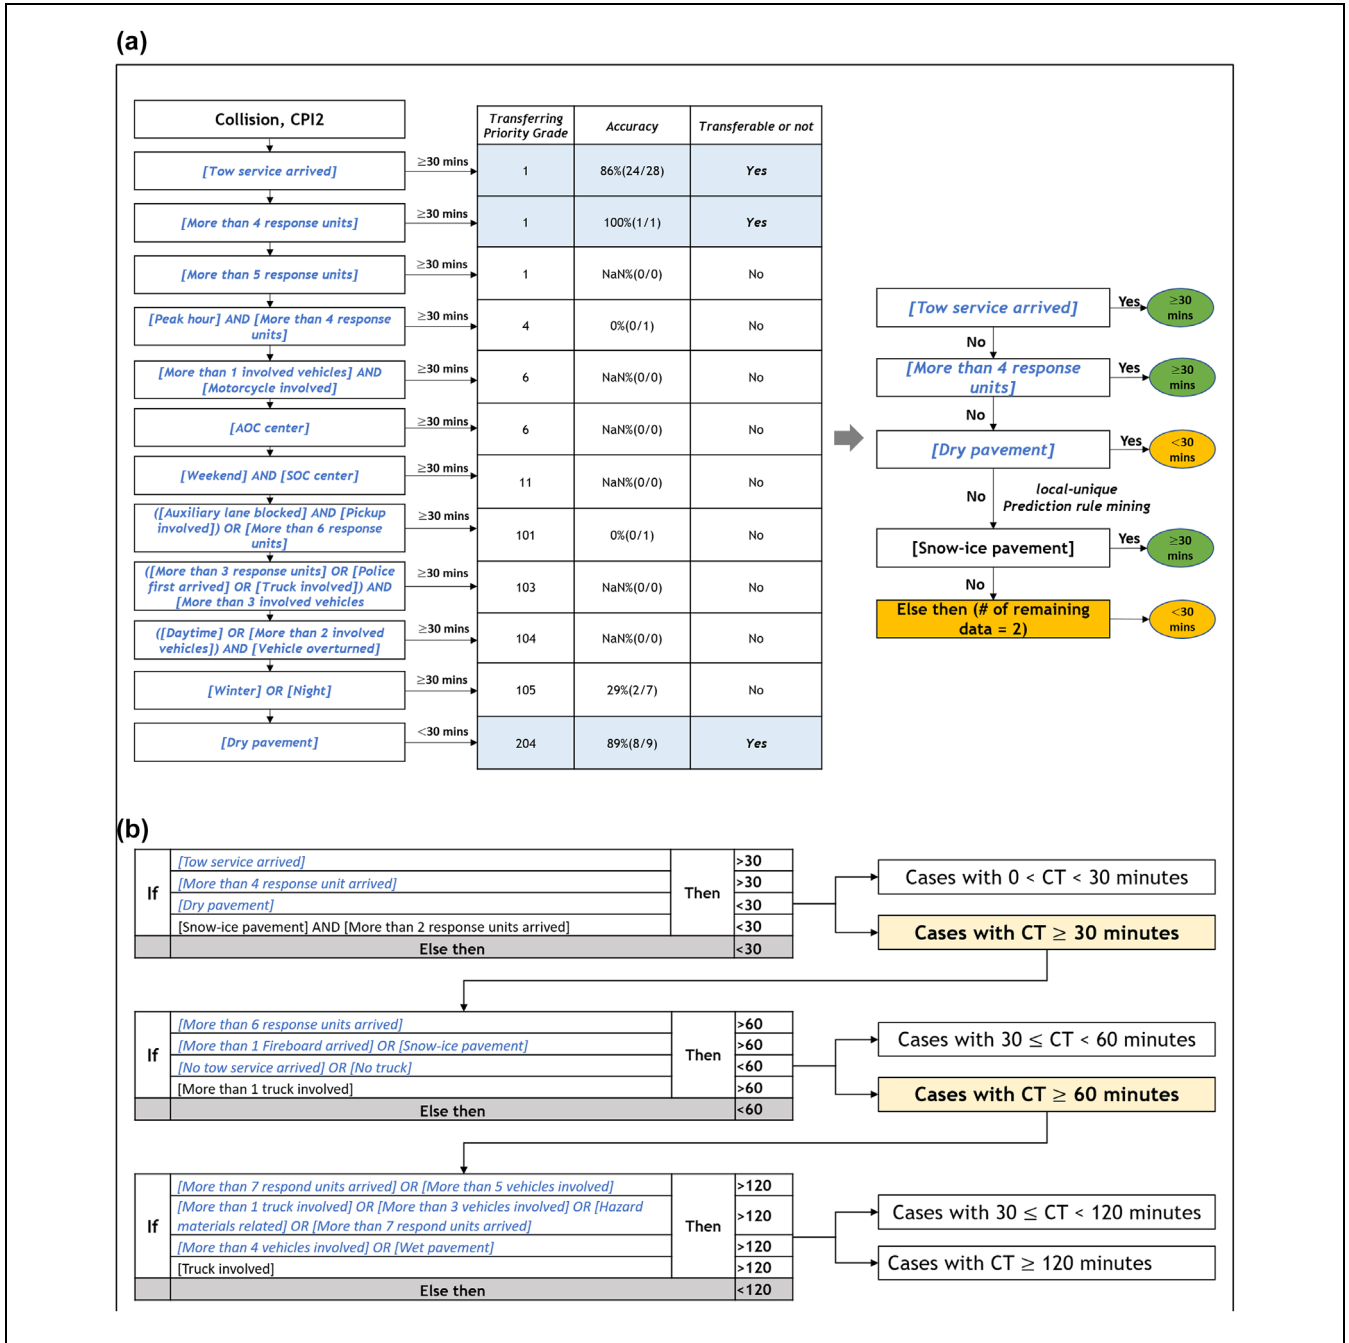 (a)
Collision, CPI2
Transferring
Priority Grade
Accuracy
Transferable or not
[Tow service arrived]
≥30 mins
1
86%(24/28)
Yes
[More than 4 response units]
≥30 mins
1
100%(1/1)
Yes
[More than 5 response units]
≥30 mins
1
NaN%(0/0)
No
[Peak hour] AND [More than 4 response
units]
≥30 mins
4
0%(0/1)
No
[More than 1 involved vehicles] AND
[Motorcycle involved]
≥30 mins
6
NaN%(0/0)
No
[AOC center]
≥30 mins
6
NaN%(0/0)
No
[Weekend] AND [SOC center]
≥30 mins
11
NaN%(0/0)
No
([Auxiliary lane blocked] AND [Pickup
involved]) OR [More than 6 response
units]
≥30 mins
101
0%(0/1)
No
([More than 3 response units] OR [Police
first arrived] OR [Truck involved]) AND
[More than 3 involved vehicles
≥30 mins
103
NaN%(0/0)
No
([Daytime] OR [More than 2 involved
vehicles]) AND [Vehicle overturned]
≥30 mins
104
NaN%(0/0)
No
[Winter] OR [Night]
≥30 mins
105
29%(2/7)
No
[Dry pavement]
<30 mins
204
89%(8/9)
Yes
[Tow service arrived]
Yes
≥30
mins
No
[More than 4 response
units]
Yes
≥30
mins
No
[Dry pavement]
Yes
<30
mins
No
local-unique
Prediction rule mining
[Snow-ice pavement]
Yes
≥30
mins
No
Else then (# of remaining
data = 2)
<30
mins
(b)
If
[Tow service arrived]
[More than 4 response unit arrived]
[Dry pavement]
[Snow-ice pavement] AND [More than 2 response units arrived]
Else then
Then
>30
>30
<30
<30
<30
Cases with 0 < CT < 30 minutes
Cases with CT ≥ 30 minutes
If
[More than 6 response units arrived]
[More than 1 Fireboard arrived] OR [Snow-ice pavement]
[No tow service arrived] OR [No truck]
[More than 1 truck involved]
Else then
Then
>60
>60
<60
>60
<60
Cases with 30 ≤ CT < 60 minutes
Cases with CT ≥ 60 minutes
If
[More than 7 respond units arrived] OR [More than 5 vehicles involved]
[More than 1 truck involved] OR [More than 3 vehicles involved] OR [Hazard
materials related] OR [More than 7 respond units arrived]
[More than 4 vehicles involved] OR [Wet pavement]
[Truck involved]
Else then
Then
>120
>120
>120
>120
<120
Cases with 30 ≤ CT < 120 minutes
Cases with CT ≥ 120 minutes